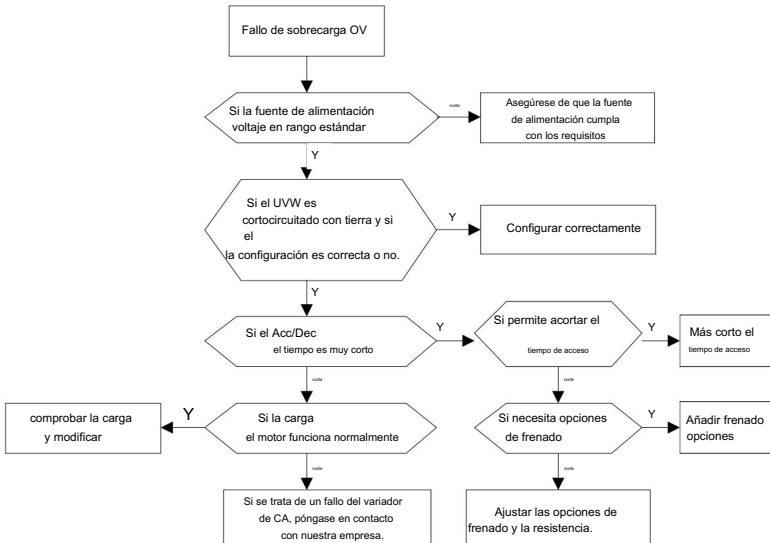 Fallo de sobrecarga OV
Si la fuente de alimentación
voltaje en rango estándar
norte
Asegúrese de que la fuente
de alimentación cumpla
con los requisitos
Y
Si el UVW es
cortocircuitado con tierra y si
el
la configuración es correcta o no.
Y
Configurar correctamente
Y
Si el Acc/Dec
el tiempo es muy corto
Y
Si permite acortar el
tiempo de acceso
Y
Más corto el
tiempo de acceso
norte
norte
comprobar la carga
y modificar
Y
Si la carga
el motor funciona normalmente
Si necesita opciones
de frenado
Y
Añadir frenado
opciones
norte
norte
Si se trata de un fallo del variador
de CA, póngase en contacto
con nuestra empresa.
Ajustar las opciones de
frenado y la resistencia.